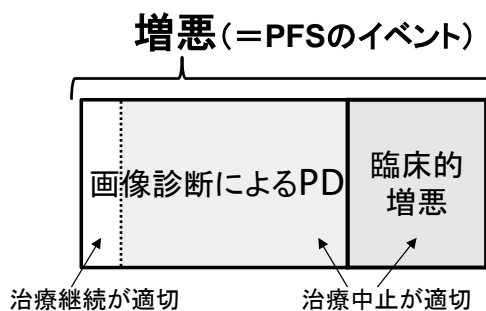 増悪(=PFSのイベント)
画像診断によるPD
臨床的
増悪
治療継続が適切
治療中止が適切